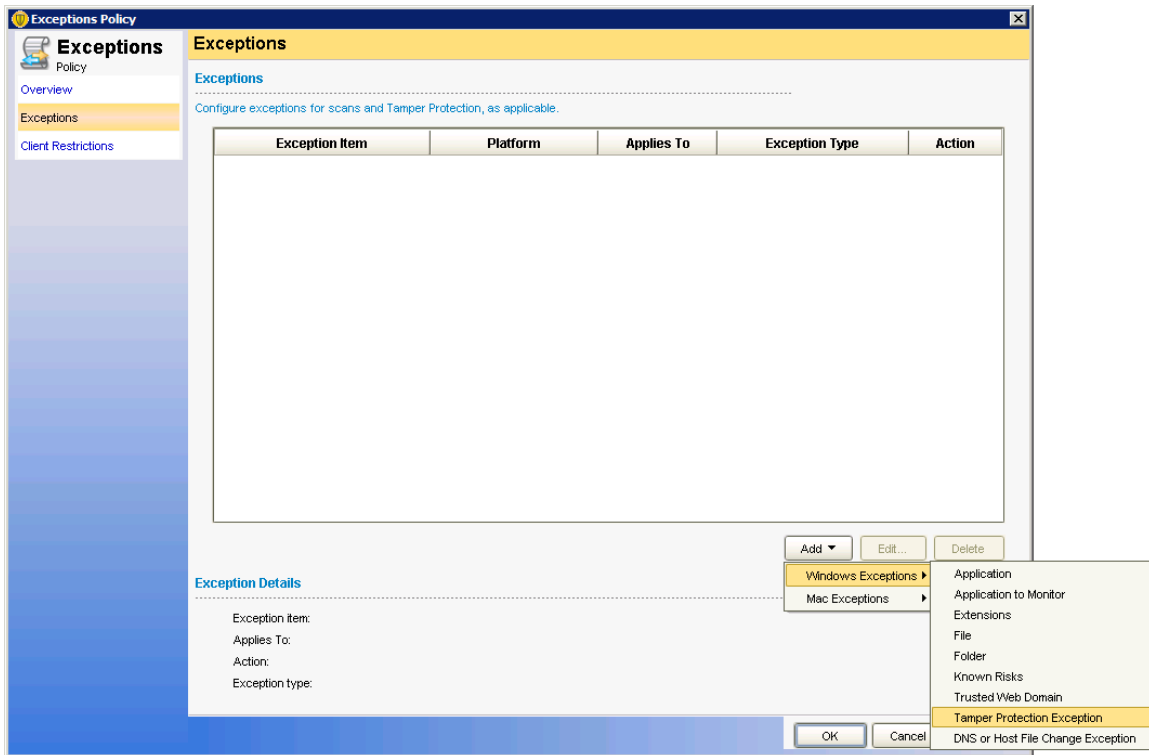 Exceptions Policy
Exceptions
Policy
Overview
Exceptions
Client Restrictions
Exceptions
Exceptions
Configure exceptions for scans and Tamper Protection, as applicable.
Exception Item Platform Applies To Exception Type Action
Add Edit... Delete
Windows Exceptions
Mac Exceptions
Application
Application to Monitor
Extensions
File
Folder
Known Risks
Trusted Web Domain
Tamper Protection Exception
DNS or Host File Change Exception
Exception Details
Exception item:
Applies To:
Action:
Exception type:
OK Cancel